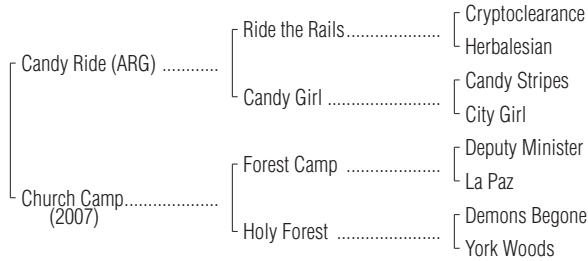 Cryptoclearance
Ride the Rails....................
Herbalesian
Candy Ride (ARG) ............
Candy Stripes
Candy Girl ........................
City Girl
Deputy Minister
Forest Camp ....................
La Paz
Church Camp....................
(2007)
Demons Begone
Holy Forest ......................
York Woods